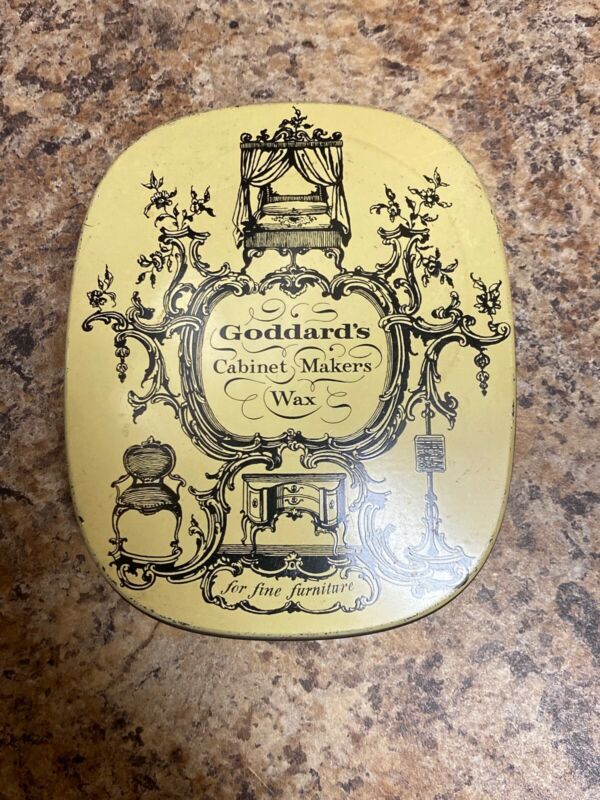 Goddard's
Cabinet Makers
Wax
for fine furniture